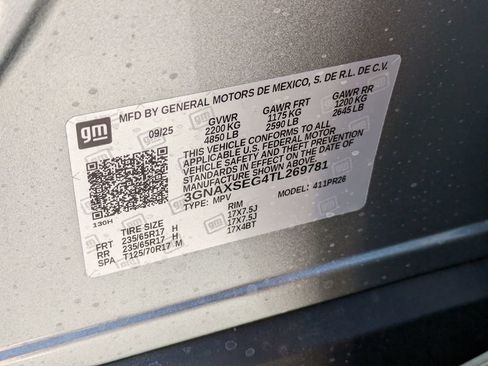 gm
MFD BY GENERAL MOTORS DE MEXICO, S. DE R.L. DE C.V.
09/25 GVWR GAWR FRT GAWR RR
2200 KG 1175 KG 1200 KG
4850 LB 2590 LB 2645 LB
THIS VEHICLE CONFORMS TO ALL
APPLICABLE U.S. FEDERAL MOTOR
VEHICLE SAFETY AND THEFT PREVENTION
STANDARDS IN EFFECT ON THE DATE OF
MANUFACTURE SHOWN ABOVE.
3GNAXSEG4TL269781
TYPE: MPV MODEL: 411PR26
130H
TIRE SIZE RIM
FRT 235/65R17 H 17X7.5J
RR 235/65R17 H 17X7.5J
SPA T125/70R17 M 17X4BT